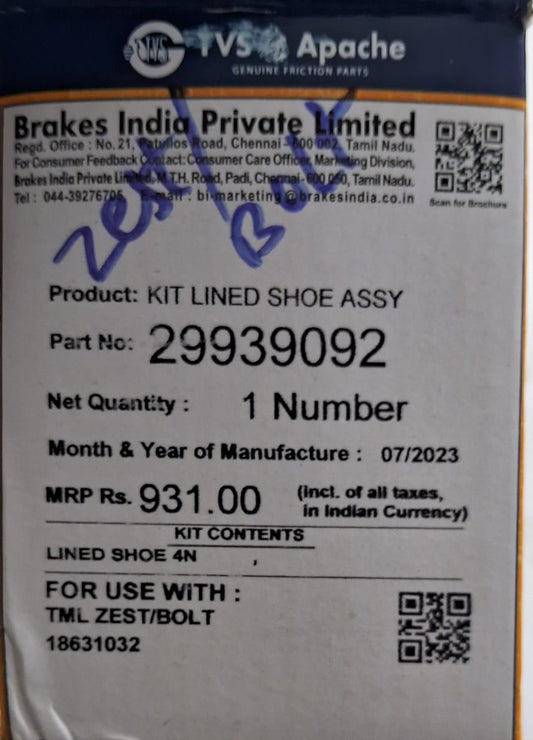 TVS TVS Apache
GENUINE FRICTION PARTS
Brakes India Private Limited
Regd. Office : No. 21, Patullos Road, Chennai - 600 002, Tamil Nadu.
For Consumer Feedback Contact: Consumer Care Officer, Marketing Division,
Brakes India Private Limited, M.T.H. Road, Padi, Chennai-600 050, Tamil Nadu.
Tel : 044-39276705, E-mail : bi-marketing@brakesindia.co.in
Scan for Brochure
Zest/
BOLT
Product: KIT LINED SHOE ASSY
Part No: 29939092
Net Quantity : 1 Number
Month & Year of Manufacture : 07/2023
MRP Rs. 931.00 (incl. of all taxes,
in Indian Currency)
KIT CONTENTS
LINED SHOE 4N ,
FOR USE WITH :
TML ZEST/BOLT
18631032